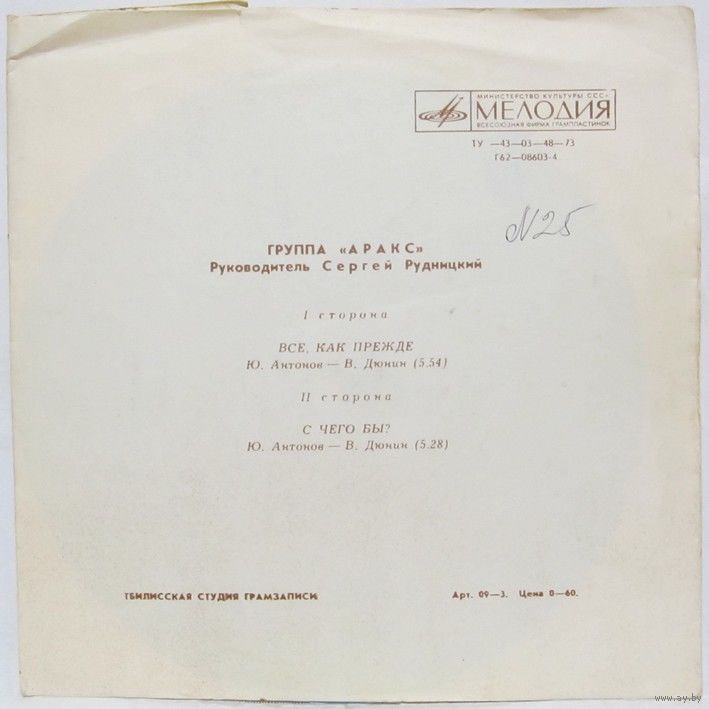 МИНИСТЕРСТВО КУЛЬТУРЫ СССР
МЕЛОДИЯ
ВСЕСОЮЗНАЯ ФИРМА ГРАМПЛАСТИНОК
ТУ —43—03—48—73
Г62—08603-4
N25
ГРУППА «АРАКС»
Руководитель Сергей Рудницкий
I сторона
ВСЕ, КАК ПРЕЖДЕ
Ю. Антонов — В. Дюнин (5.54)
II сторона
С ЧЕГО БЫ?
Ю. Антонов — В. Дюнин (5.28)
ТБИЛИССКАЯ СТУДИЯ ГРАМЗАПИСИ
Арт. 09—3. Цена 0—60.
www.ay.by